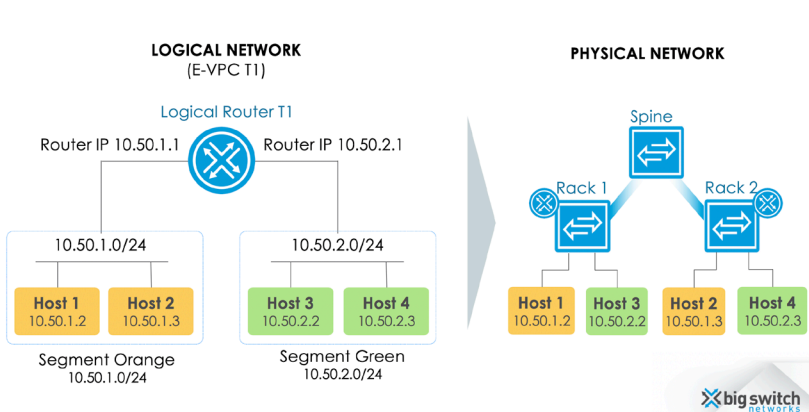 LOGICAL NETWORK
(E-VPC T1)
Logical Router T1
Router IP 10.50.1.1
Router IP 10.50.2.1
10.50.1.0/24
10.50.2.0/24
Host 1
10.50.1.2
Host 2
10.50.1.3
Host 3
10.50.2.2
Host 4
10.50.2.3
Segment Orange
10.50.1.0/24
Segment Green
10.50.2.0/24
PHYSICAL NETWORK
Spine
Rack 1
Rack 2
Host 1
10.50.1.2
Host 3
10.50.2.2
Host 2
10.50.1.3
Host 4
10.50.2.3
big switch
networks